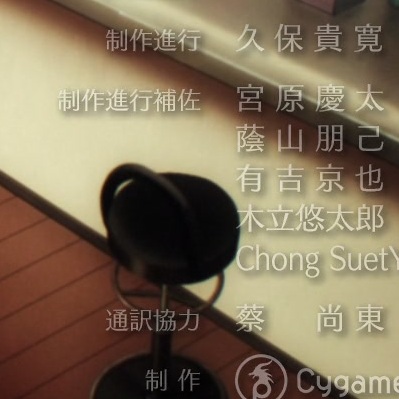 制作進行 久保貴寛
制作進行補佐 宮原慶太
蔭山朋己
有吉京也
木立悠太郎
Chong SuetY
通訳協力 蔡 尚東
制作 Cygame